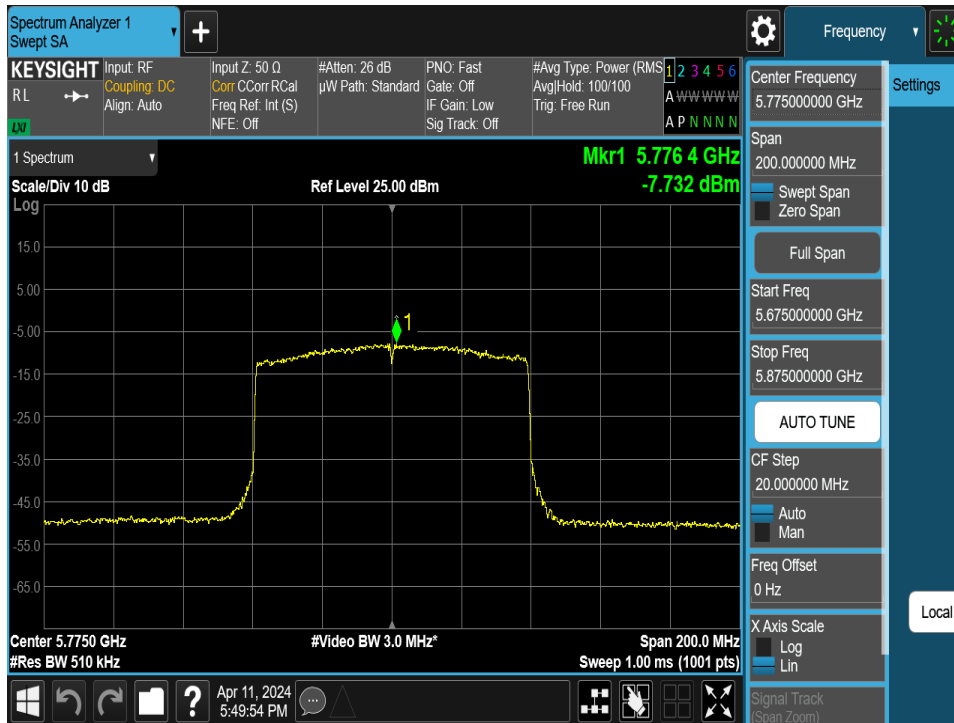 Spectrum Analyzer 1
Swept SA
+
Frequency
KEYSIGHT
R L
LXI
Input: RF
Coupling: DC
Align: Auto
Input Z: 50 Ω
Corr CCorr RCal
Freq Ref: Int (S)
NFE: Off
#Atten: 26 dB
µW Path: Standard
PNO: Fast
Gate: Off
IF Gain: Low
Sig Track: Off
#Avg Type: Power (RMS
Avg|Hold: 100/100
Trig: Free Run
1 2 3 4 5 6
A W W W W W
A P N N N N
1 Spectrum
Scale/Div 10 dB
Ref Level 25.00 dBm
Mkr1 5.776 4 GHz
-7.732 dBm
Log
15.0
5.00
-5.00
-15.0
-25.0
-35.0
-45.0
-55.0
-65.0
1
Center 5.7750 GHz
#Video BW 3.0 MHz*
Span 200.0 MHz
#Res BW 510 kHz
Sweep 1.00 ms (1001 pts)
?
Apr 11, 2024
5:49:54 PM
Center Frequency
5.775000000 GHz
Span
200.000000 MHz
Swept Span
Zero Span
Full Span
Start Freq
5.675000000 GHz
Stop Freq
5.875000000 GHz
AUTO TUNE
CF Step
20.000000 MHz
Auto
Man
Freq Offset
0 Hz
X Axis Scale
Log
Lin
Signal Track
(Span Zoom)
Settings
Local